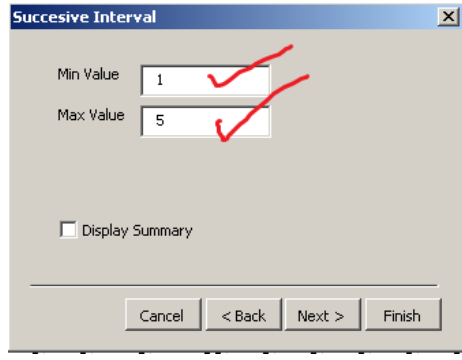 Succesive Interval
Min Value 1
Max Value 5
Display Summary
Cancel < Back Next > Finish